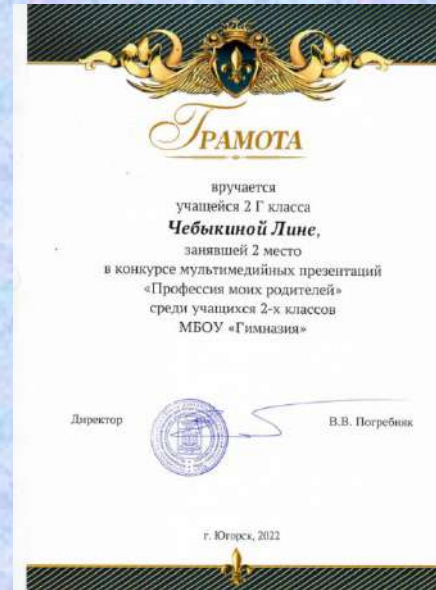 ГРАМОТА
вручается
учащейся 2 Г класса
Чебыкиной Лине,
занявшей 2 место
в конкурсе мультимедийных презентаций
«Профессия моих родителей»
среди учащихся 2-х классов
МБОУ «Гимназия»
Директор
В.В. Погребняк
г. Югорск, 2022